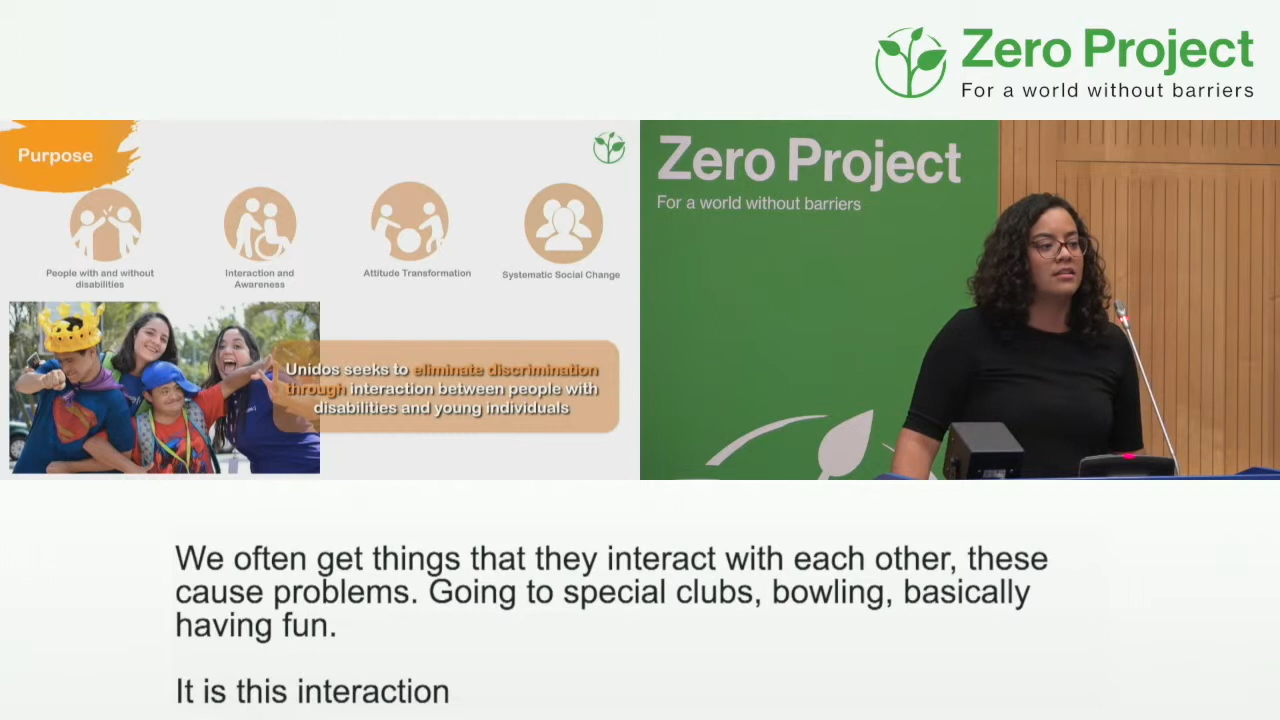 Zero Project
For a world without barriers
Purpose
People with and without
disabilities
Interaction and
Awareness
Attitude Transformation
Systematic Social Change
Unidos seeks to eliminate discrimination
through interaction between people with
disabilities and young individuals
Zero Project
For a world without barriers
We often get things that they interact with each other, these
cause problems. Going to special clubs, bowling, basically
having fun.
It is this interaction